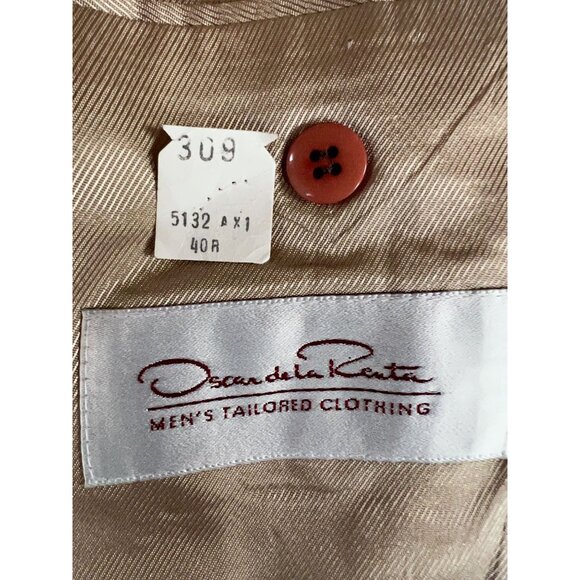 309
5132 AX1
40R
Oscar de la Renta
MEN'S TAILORED CLOTHING